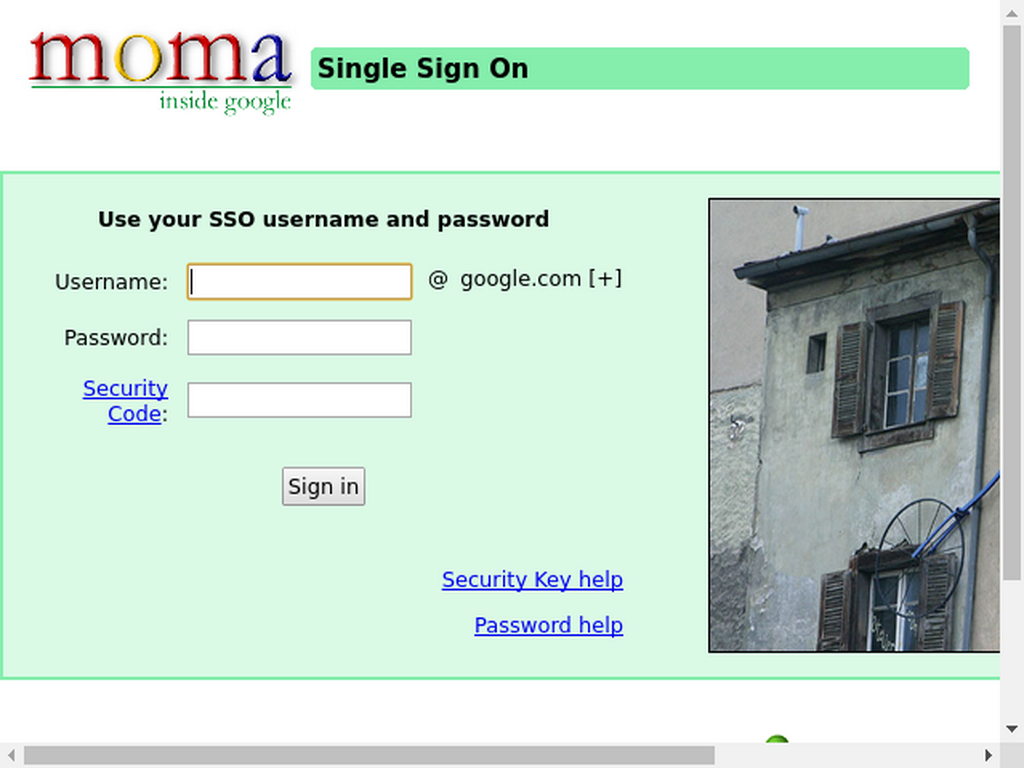 moma
inside google
Single Sign On
Use your SSO username and password
Username:
@ google.com [+]
Password:
Security
Code:
Sign in
Security Key help
Password help